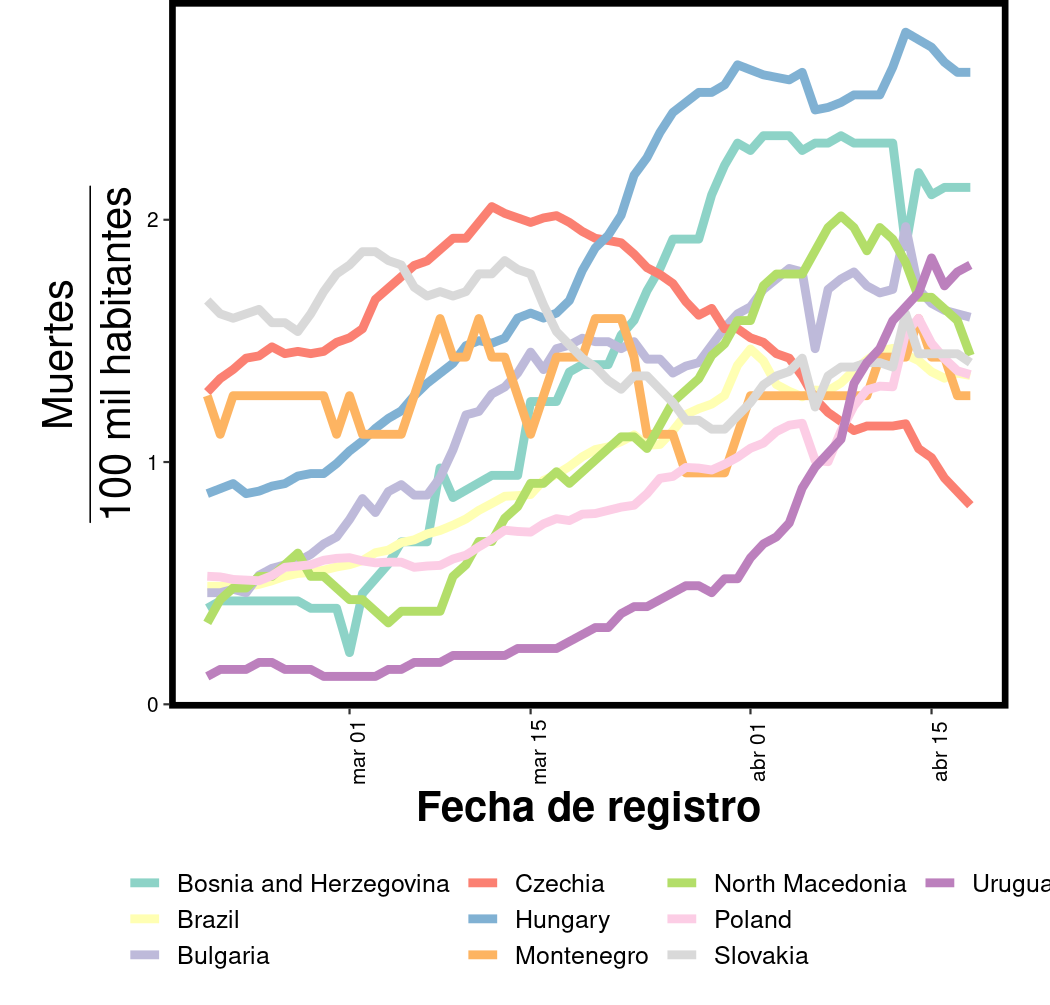 Muertes
100 mil habitantes
2
1
0
mar 01
mar 15
abr 01
abr 15
Fecha de registro
Bosnia and Herzegovina
Czechia
North Macedonia
Urugua
Brazil
Hungary
Poland
Bulgaria
Montenegro
Slovakia